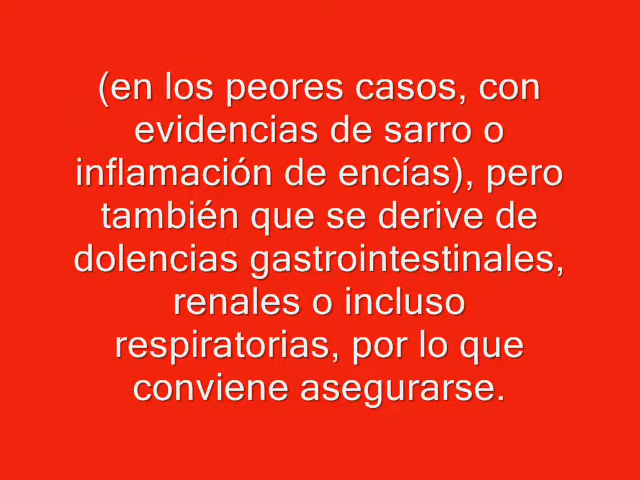 (en los peores casos, con
evidencias de sarro o
inflamación de encías), pero
también que se derive de
dolencias gastrointestinales,
renales o incluso
respiratorias, por lo que
conviene asegurarse.